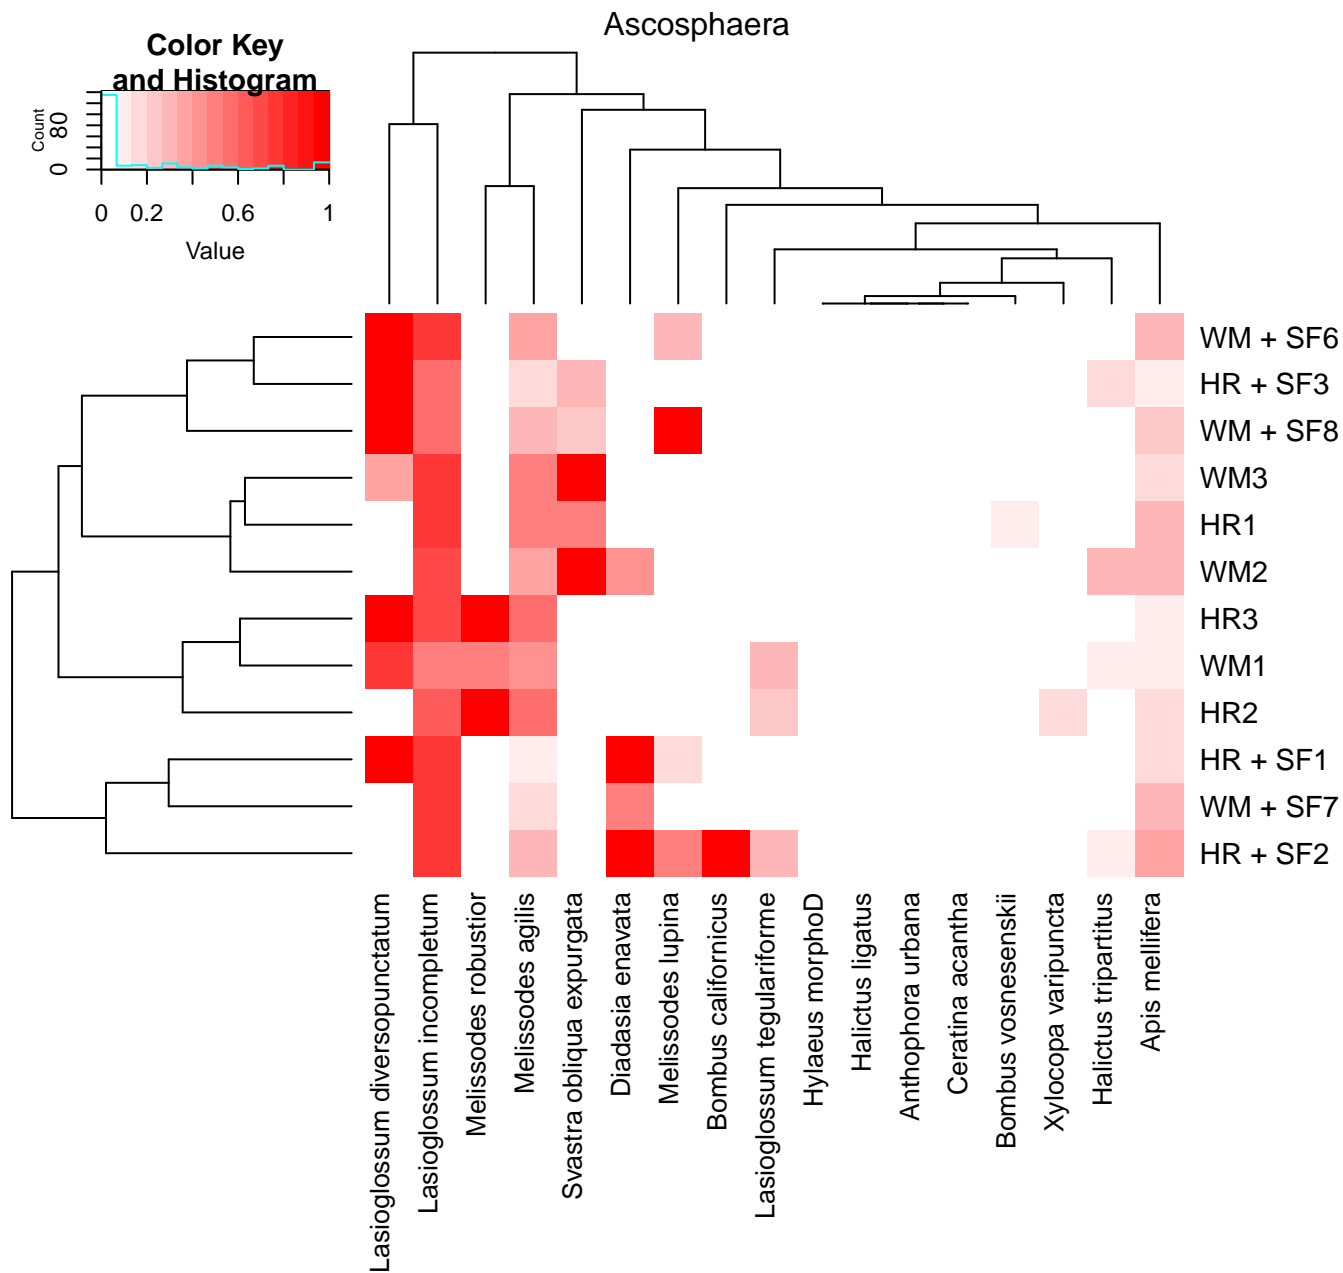 Ascosphaera
Color Key
and Histogram
Count
0 80
0 0.2 0.6 1
Value
WM + SF6
HR + SF3
WM + SF8
WM3
HR1
WM2
HR3
WM1
HR2
HR + SF1
WM + SF7
HR + SF2
Lasioglossum diversopunctatum
Lasioglossum incompletum
Melissodes robustior
Melissodes agilis
Svastra obliqua expurgata
Diadasia enavata
Melissodes lupina
Bombus californicus
Lasioglossum tegulariforme
Hylaeus morphoD
Halictus ligatus
Anthophora urbana
Ceratina acantha
Bombus vosnesenskii
Xylocopa varipuncta
Halictus tripartitus
Apis mellifera